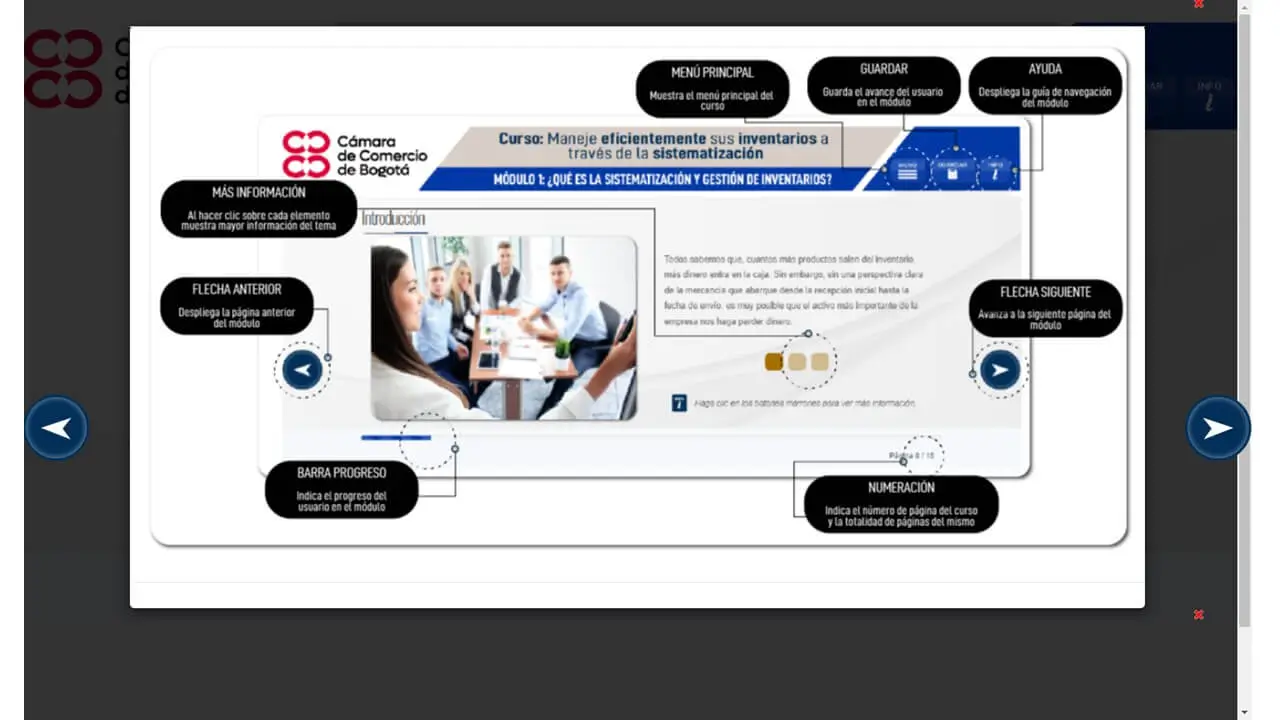 MENÚ PRINCIPAL
Muestra el menú principal del
curso
GUARDAR
Guarda el avance del usuario
en el módulo
AYUDA
Despliega la guía de navegación
del módulo
Cámara
de Comercio
de Bogotá
Curso: Maneje eficientemente sus inventarios a
través de la sistematización
MÓDULO 1: ¿QUÉ ES LA SISTEMATIZACIÓN Y GESTIÓN DE INVENTARIOS?
MENÚ
GUARDAR
INFO
MÁS INFORMACIÓN
Al hacer clic sobre cada elemento
muestra mayor información del tema
Introducción
Todos sabemos que, cuantos más productos salen del inventario,
más dinero entra en la caja. Sin embargo, sin una perspectiva clara
de la mercancía que abarque desde la recepción inicial hasta la
fecha de envío, es muy posible que el activo más importante de la
empresa nos haga perder dinero.
FLECHA ANTERIOR
Despliega la página anterior
del módulo
FLECHA SIGUIENTE
Avanza a la siguiente página del
módulo
Haga clic en los botones marrones para ver más información.
Página / 18
BARRA PROGRESO
Indica el progreso del
usuario en el módulo
NUMERACIÓN
Indica el número de página del curso
y la totalidad de páginas del mismo
AR
INFO